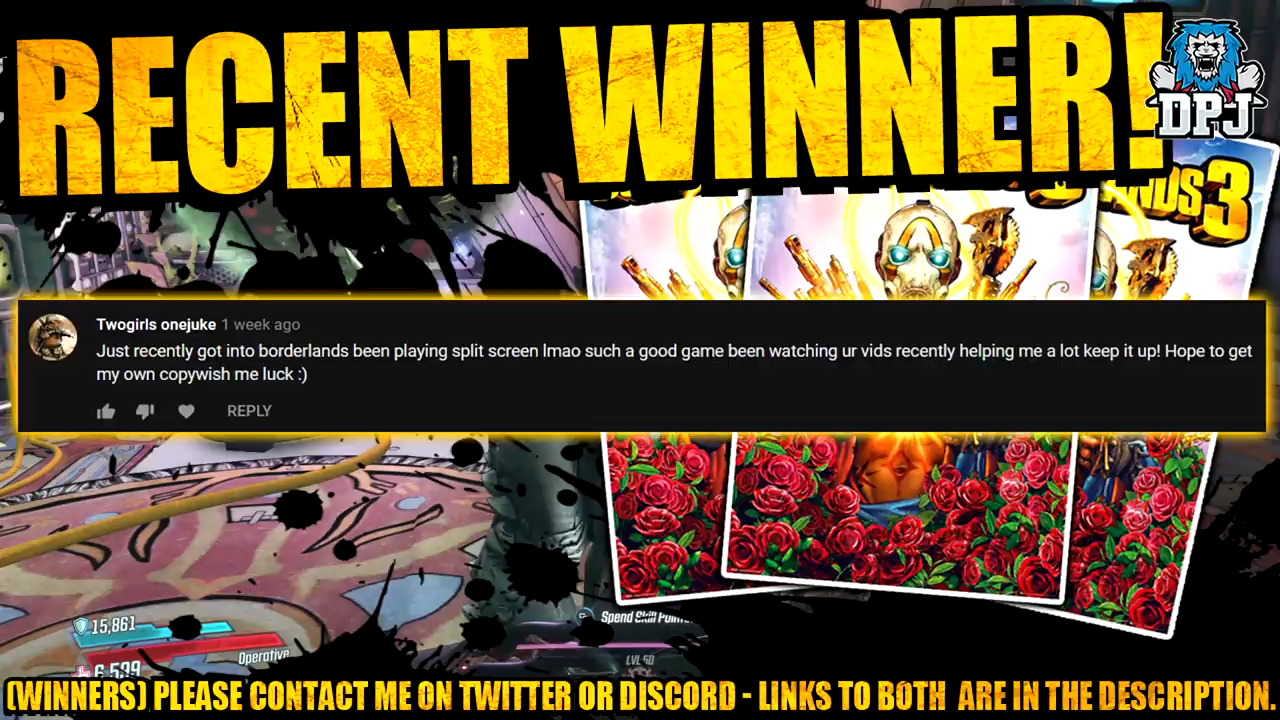 RECENT WINNER!
DPJ
ANDS 3
Twogirls onejuke 1 week ago
Just recently got into borderlands been playing split screen lmao such a good game been watching ur vids recently helping me a lot keep it up! Hope to get
my own copywish me luck :)
REPLY
15,861
6,599
Operative
Spend Skill Points
LVL 50
(WINNERS) PLEASE CONTACT ME ON TWITTER OR DISCORD - LINKS TO BOTH ARE IN THE DESCRIPTION.